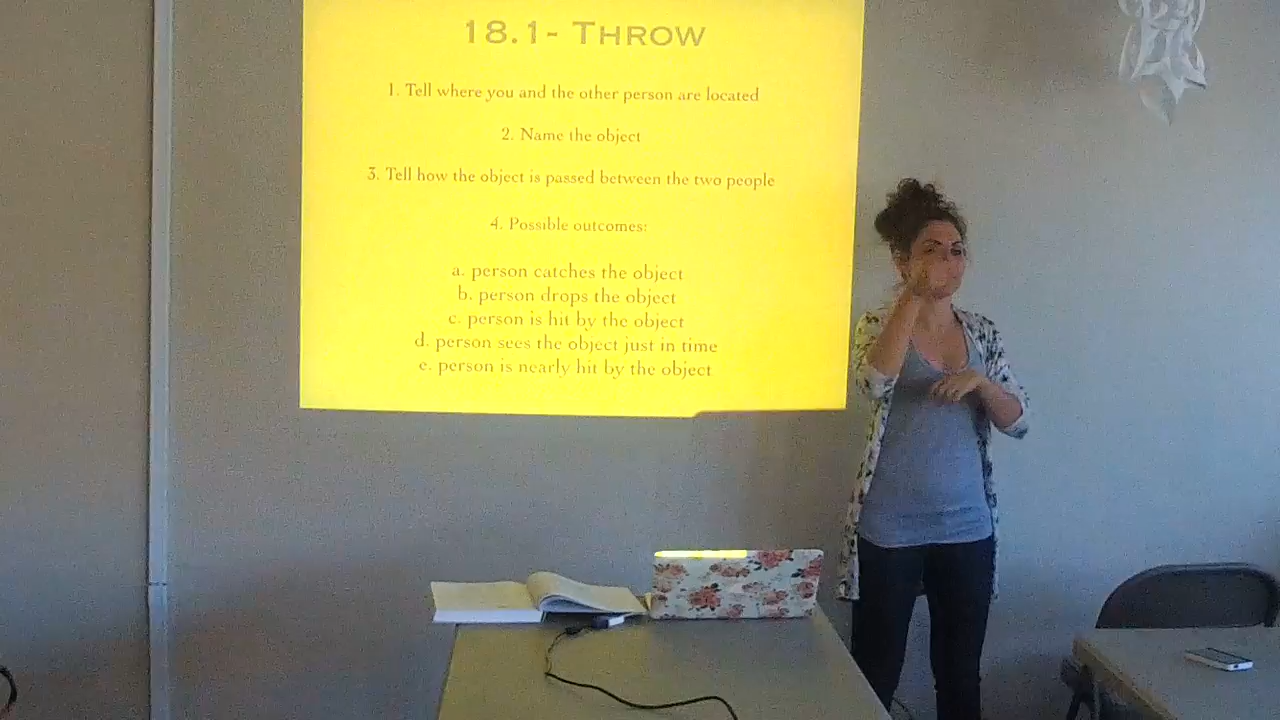 18.1- THROW
1. Tell where you and the other person are located
2. Name the object
3. Tell how the object is passed between the two people
4. Possible outcomes:
a. person catches the object
b. person drops the object
c. person is hit by the object
d. person sees the object just in time
e. person is nearly hit by the object